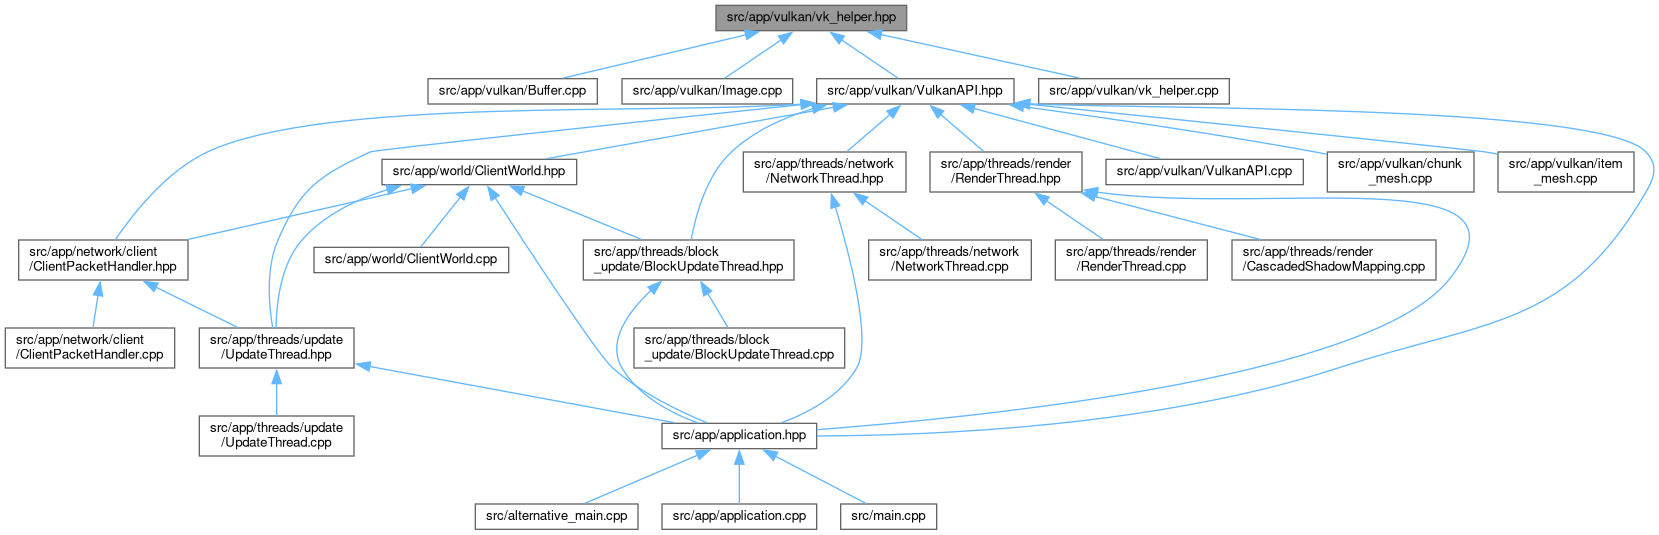 src/app/vulkan/vk_helper.hpp
src/app/vulkan/Buffer.cpp
src/app/vulkan/Image.cpp
src/app/vulkan/VulkanAPI.hpp
src/app/vulkan/vk_helper.cpp
src/app/world/ClientWorld.hpp
src/app/threads/network
/NetworkThread.hpp
src/app/threads/render
/RenderThread.hpp
src/app/vulkan/VulkanAPI.cpp
src/app/vulkan/chunk
_mesh.cpp
src/app/vulkan/item
_mesh.cpp
src/app/network/client
/ClientPacketHandler.hpp
src/app/world/ClientWorld.cpp
src/app/threads/block
_update/BlockUpdateThread.hpp
src/app/threads/network
/NetworkThread.cpp
src/app/threads/render
/RenderThread.cpp
src/app/threads/render
/CascadedShadowMapping.cpp
src/app/network/client
/ClientPacketHandler.cpp
src/app/threads/update
/UpdateThread.hpp
src/app/threads/block
_update/BlockUpdateThread.cpp
src/app/threads/update
/UpdateThread.cpp
src/app/application.hpp
src/alternative_main.cpp
src/app/application.cpp
src/main.cpp